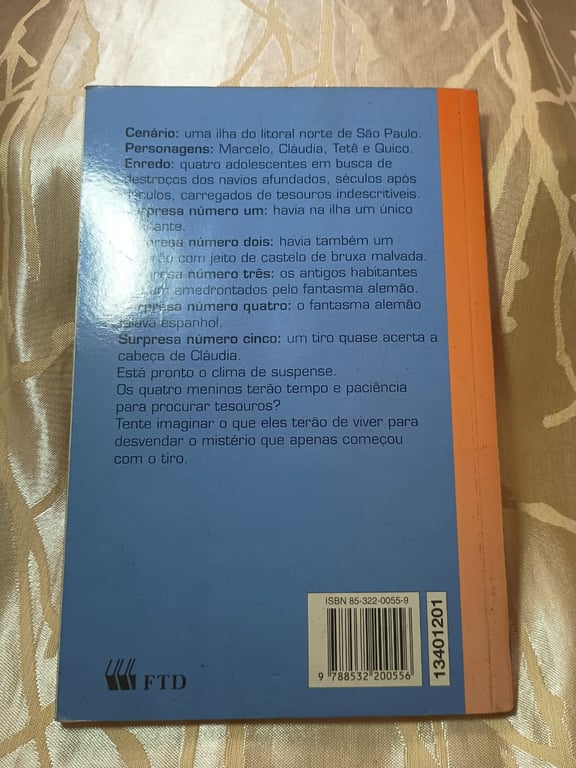 Cenário: uma ilha do litoral norte de São Paulo.
Personagens: Marcelo, Cláudia, Tetê e Quico.
Enredo: quatro adolescentes em busca de
destroços dos navios afundados, séculos após
séculos, carregados de tesouros indescritíveis.
Surpresa número um: havia na ilha um único
Surpresa número dois: havia também um
com jeito de castelo de bruxa malvada.
Surpresa número três: os antigos habitantes
amedrontados pelo fantasma alemão.
Surpresa número quatro: o fantasma alemão
falava espanhol.
Surpresa número cinco: um tiro quase acerta a
cabeça de Cláudia.
Está pronto o clima de suspense.
Os quatro meninos terão tempo e paciência
para procurar tesouros?
Tente imaginar o que eles terão de viver para
desvendar o mistério que apenas começou
com o tiro.
ISBN 85-322-0055-9
9 788532 200556
13401201
FTD